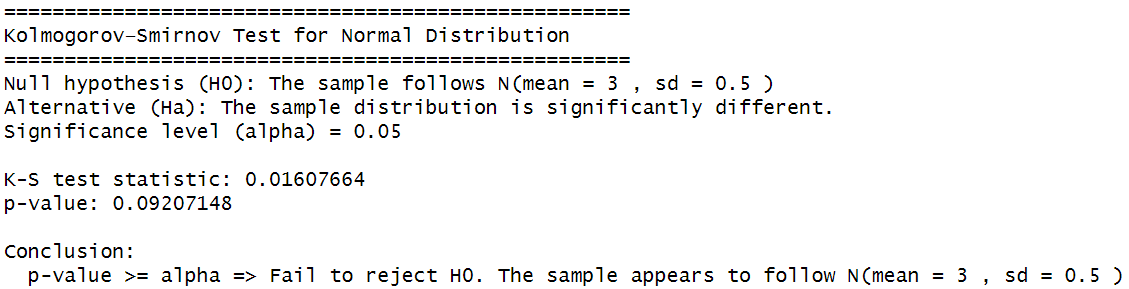 ====================================================
Kolmogorov-Smirnov Test for Normal Distribution
====================================================
Null hypothesis (H0): The sample follows N(mean = 3 , sd = 0.5 )
Alternative (Ha): The sample distribution is significantly different.
Significance level (alpha) = 0.05
K-S test statistic: 0.01607664
p-value: 0.09207148
Conclusion:
p-value >= alpha => Fail to reject H0. The sample appears to follow N(mean = 3 , sd = 0.5 )